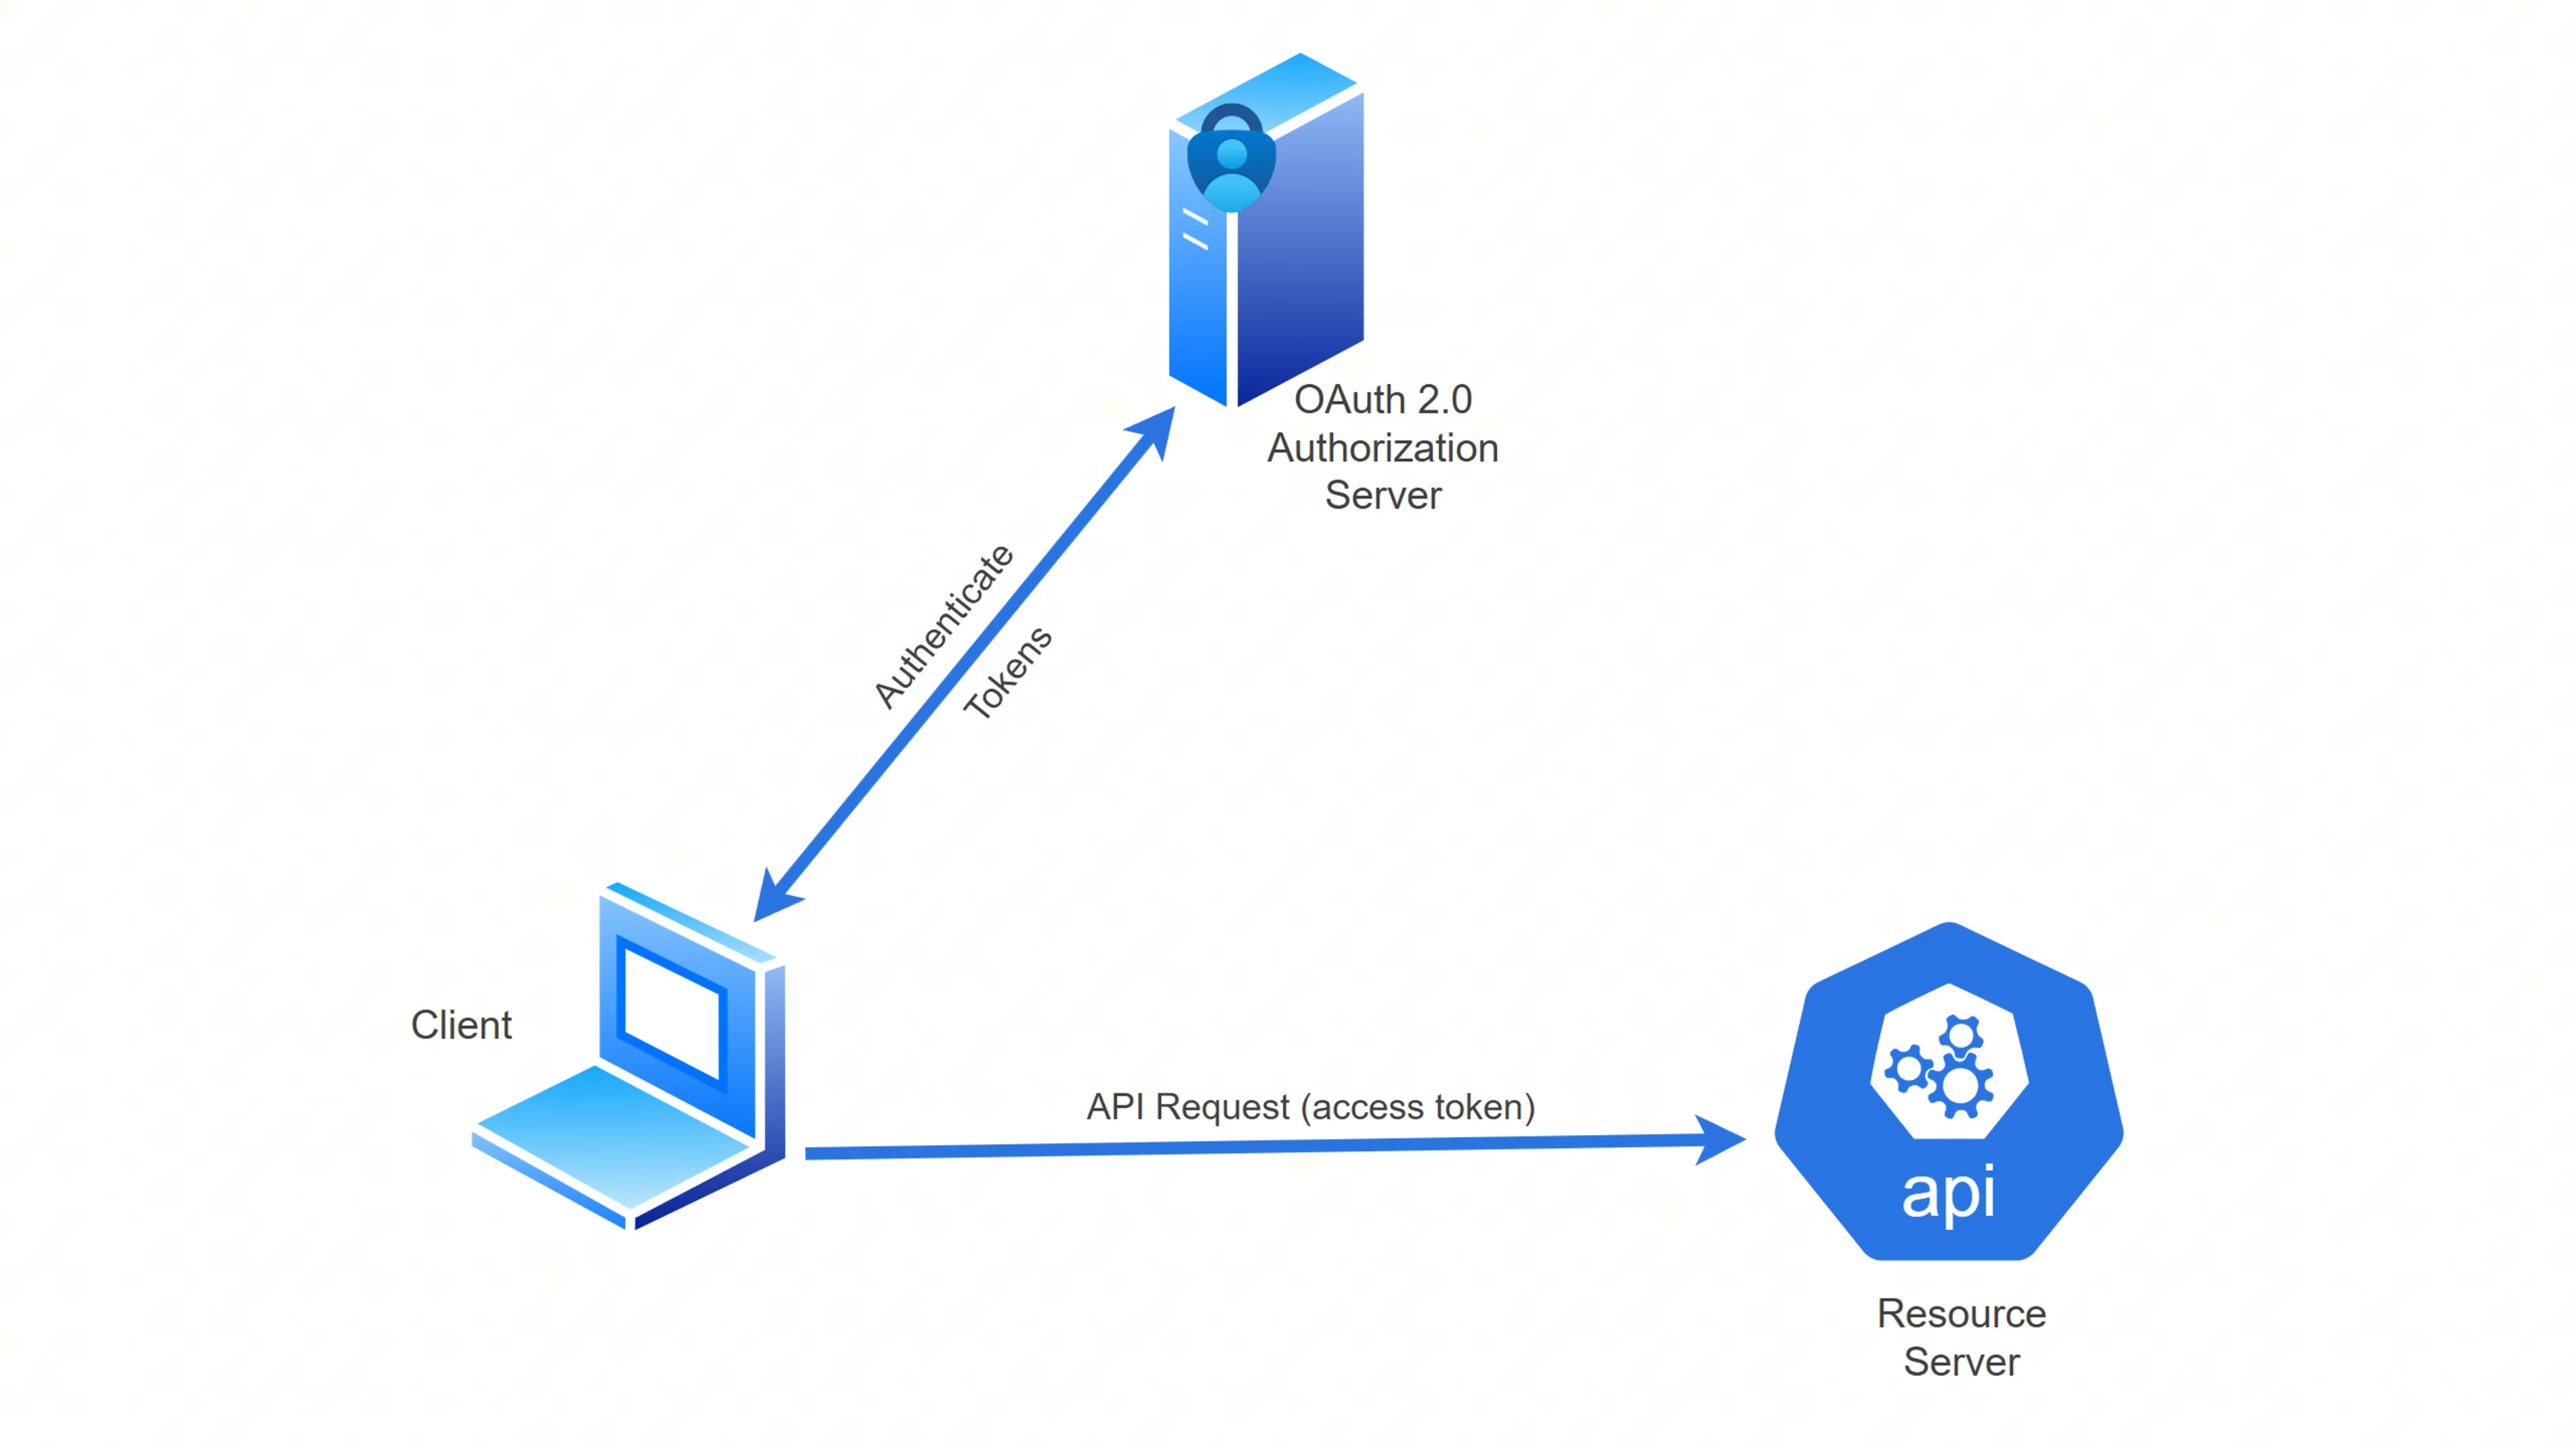 OAuth 2.0
Authorization
Server
Authenticate
Tokens
Client
API Request (access token)
api
Resource
Server